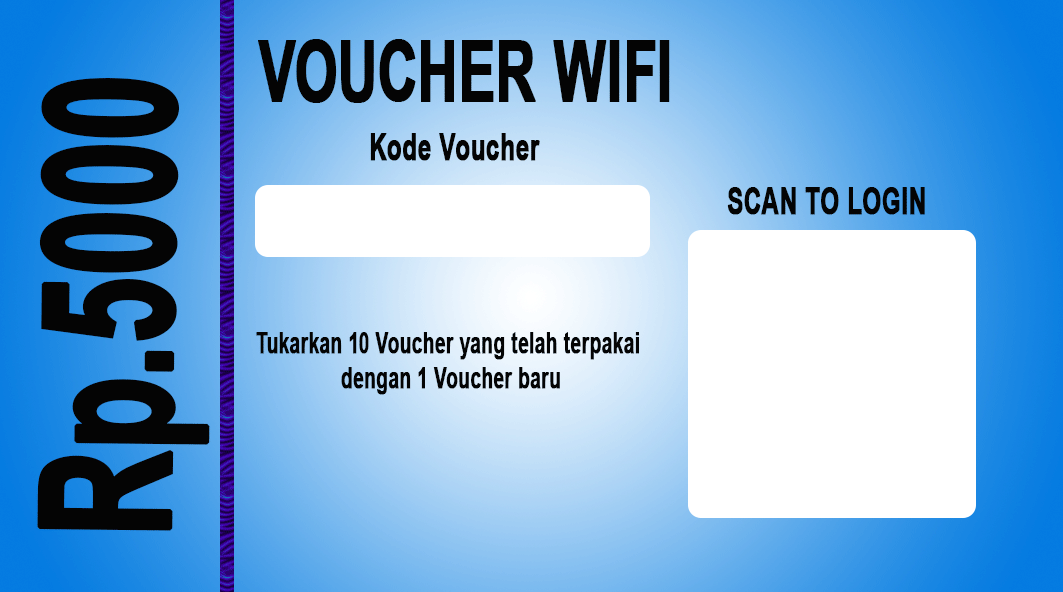 Rp.5000
VOUCHER WIFI
Kode Voucher
SCAN TO LOGIN
Tukarkan 10 Voucher yang telah terpakai
dengan 1 Voucher baru